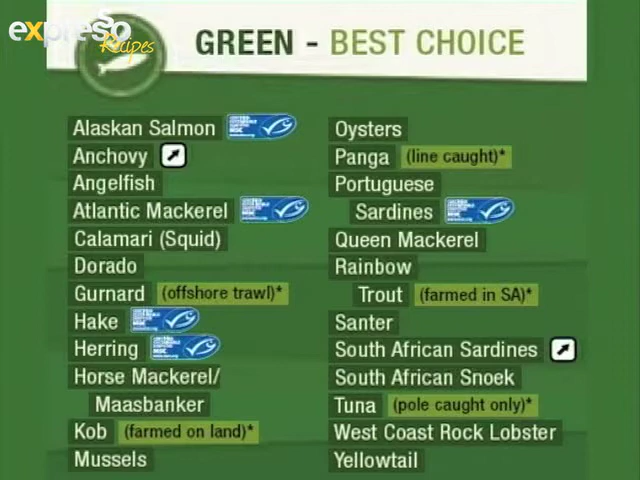 expresso
Recipes
GREEN - BEST CHOICE
Alaskan Salmon
Anchovy
Angelfish
Atlantic Mackerel
Calamari (Squid)
Dorado
Gurnard (offshore trawl)*
Hake
Herring
Horse Mackerel/
Maasbanker
Kob (farmed on land)*
Mussels
Oysters
Panga (line caught)*
Portuguese
Sardines
Queen Mackerel
Rainbow
Trout (farmed in SA)*
Santer
South African Sardines
South African Snoek
Tuna (pole caught only)*
West Coast Rock Lobster
Yellowtail